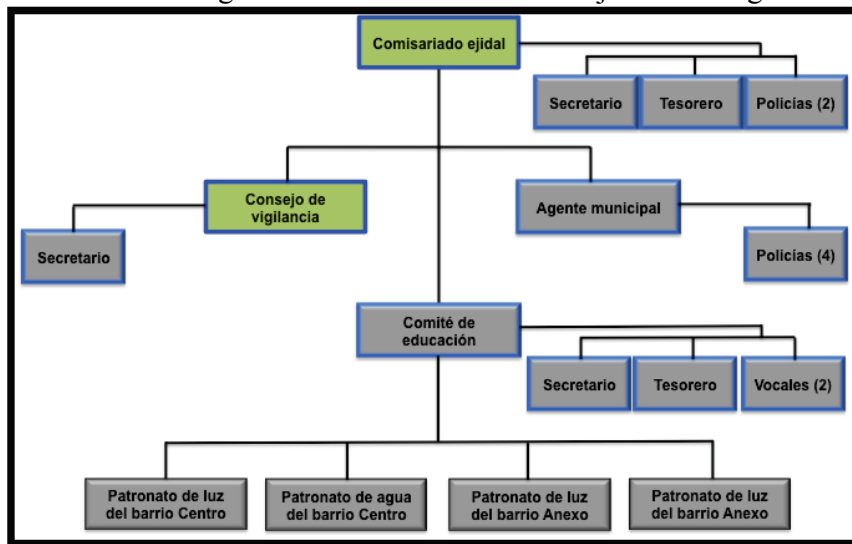 Comisariado ejidal
Secretario
Tesorero
Policías (2)
Consejo de
vigilancia
Agente municipal
Secretario
Policías (4)
Comité de
educación
Secretario
Tesorero
Vocales (2)
Patronato de luz
del barrio Centro
Patronato de agua
del barrio Centro
Patronato de luz
del barrio Anexo
Patronato de luz
del barrio Anexo